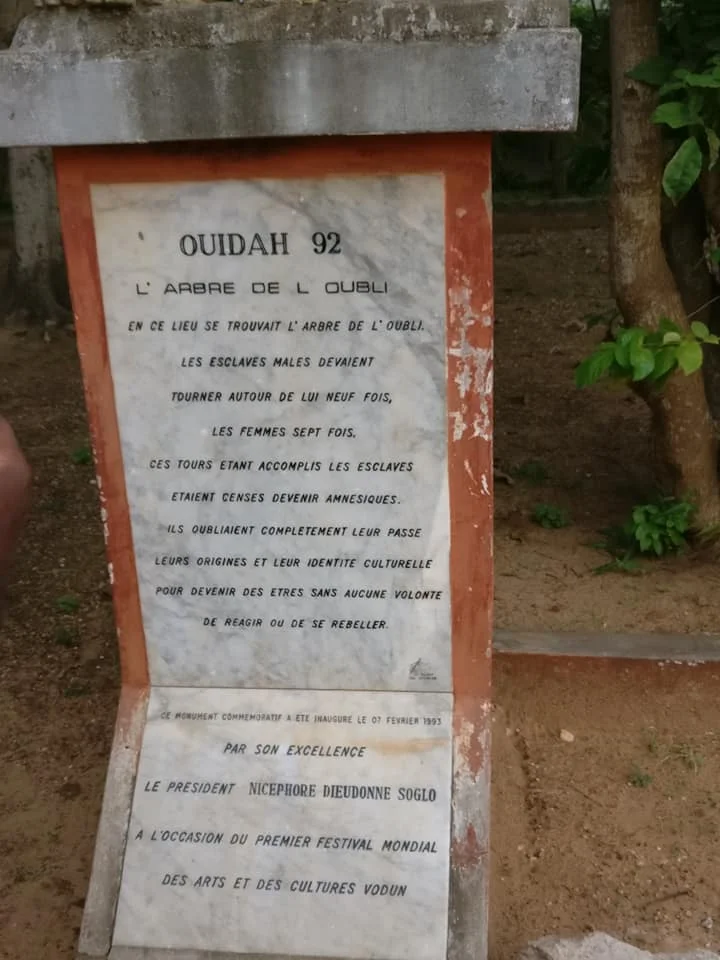 OUIDAH 92
L' ARBRE DE L OUBLI
EN CE LIEU SE TROUVAIT L'ARBRE DE L'OUBLI.
LES ESCLAVES MALES DEVAIENT
TOURNER AUTOUR DE LUI NEUF FOIS,
LES FEMMES SEPT FOIS.
CES TOURS ETANT ACCOMPLIS LES ESCLAVES
ETAIENT CENSES DEVENIR AMNESIQUES.
ILS OUBLIAIENT COMPLETEMENT LEUR PASSE
LEURS ORIGINES ET LEUR IDENTITE CULTURELLE
POUR DEVENIR DES ETRES SANS AUCUNE VOLONTE
DE REAGIR OU DE SE REBELLER.
CE MONUMENT COMMEMORATIF A ETE INAUGURE LE 07 FEVRIER 1993
PAR SON EXCELLENCE
LE PRESIDENT NICEPHORE DIEUDONNE SOGLO
A L'OCCASION DU PREMIER FESTIVAL MONDIAL
DES ARTS ET DES CULTURES VODUN